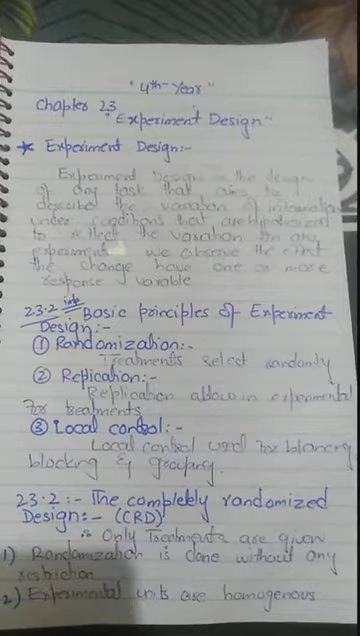 "4th-Year"
Chapter 23
"Experiment Design"
* Experiment Design:-
Experiment Design is the design
of any task that aims to
describe the variation of information
under conditions that are hypothesized
to reflect the variation In any
experiment we observe the effect
the change have one or more
response variable
23.2 Basic principles of Experiment
Design:-
① Randomization:-
Treatments select randomly
② Replication:-
Replication allow in experimental
For treatments
③ Local control:-
Local control used For balancing
blocking & grouping.
23.2:- The completly randomized
Design:- (CRD)
Only Treatments are given
1) Randomization is done without any
restriction
2) Experimental units are homogenous